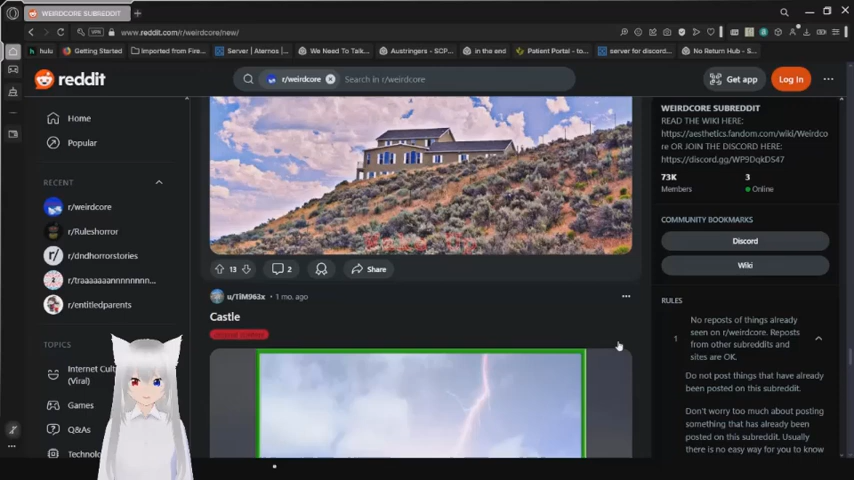 WEIRDCORE SUBREDDIT
www.reddit.com/r/weirdcore/new/
hulu
Getting Started
Imported from Fire...
Server | Aternos |
We Need To Talk...
Austringers - SCP...
in the end
Patient Portal - to...
server for discord...
No Return Hub - S...
reddit
r/weirdcore
Search in r/weirdcore
Get app
Log In
Home
Popular
RECENT
r/weirdcore
r/Ruleshorror
r/dndhorrorstories
r/traaaaaaannnnnnnnn...
r/entitledparents
TOPICS
Internet Cult
(Viral)
Games
Q&As
Technolo
13
2
Share
u/TiM963x • 1 mo. ago
Castle
WEIRDCORE SUBREDDIT
READ THE WIKI HERE:
https://aesthetics.fandom.com/wiki/Weirdco
re OR JOIN THE DISCORD HERE:
https://discord.gg/WP9DqkDS47
73K
Members
3
Online
COMMUNITY BOOKMARKS
Discord
Wiki
RULES
1
No reposts of things already
seen on r/weirdcore. Reposts
from other subreddits and
sites are OK.
Do not post things that have already
been posted on this subreddit.
Don't worry too much about posting
something that has already been
posted on this subreddit. Usually
there is no easy way for you to know